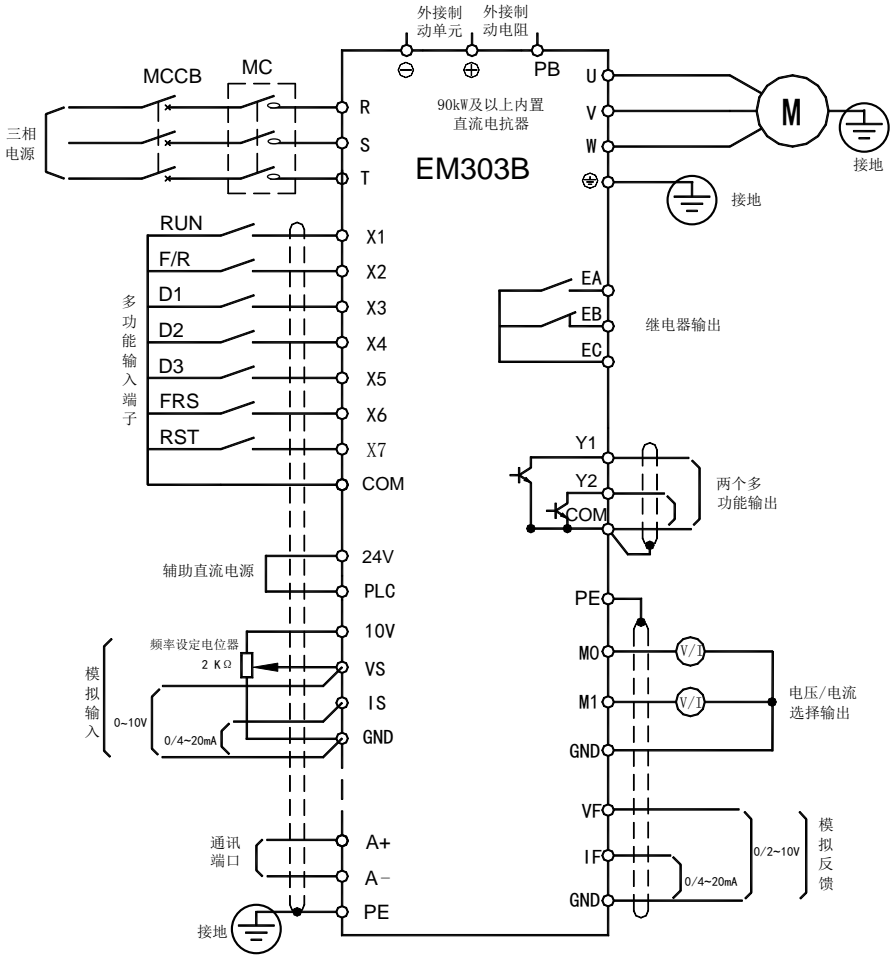 外接制
动单元
外接制
动电阻
⊖
⊕
PB
MCCB
MC
三相
电源
R
S
T
90kW及以上内置
直流电抗器
EM303B
U
V
W
M
接地
接地
RUN
F/R
D1
D2
D3
FRS
RST
多功能输入端子
X1
X2
X3
X4
X5
X6
X7
COM
EA
EB
EC
继电器输出
Y1
Y2
COM
两个多
功能输出
辅助直流电源
24V
PLC
10V
VS
IS
GND
频率设定电位器
2 KΩ
模拟输入
0~10V
0/4~20mA
PE
M0
M1
GND
V/I
V/I
电压/电流
选择输出
VF
IF
GND
0/2~10V
0/4~20mA
模拟反馈
通讯
端口
A+
A-
PE
接地